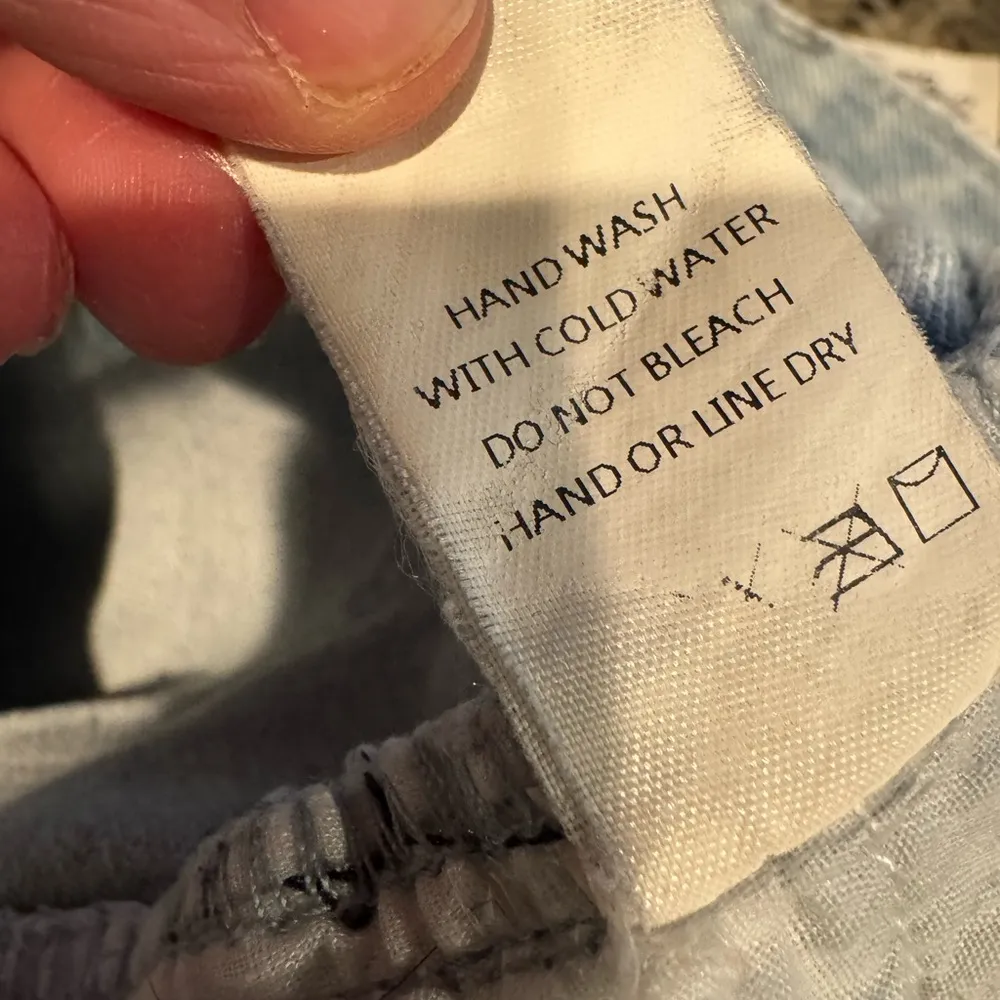 HAND WASH
WITH COLD WATER
DO NOT BLEACH
HAND OR LINE DRY